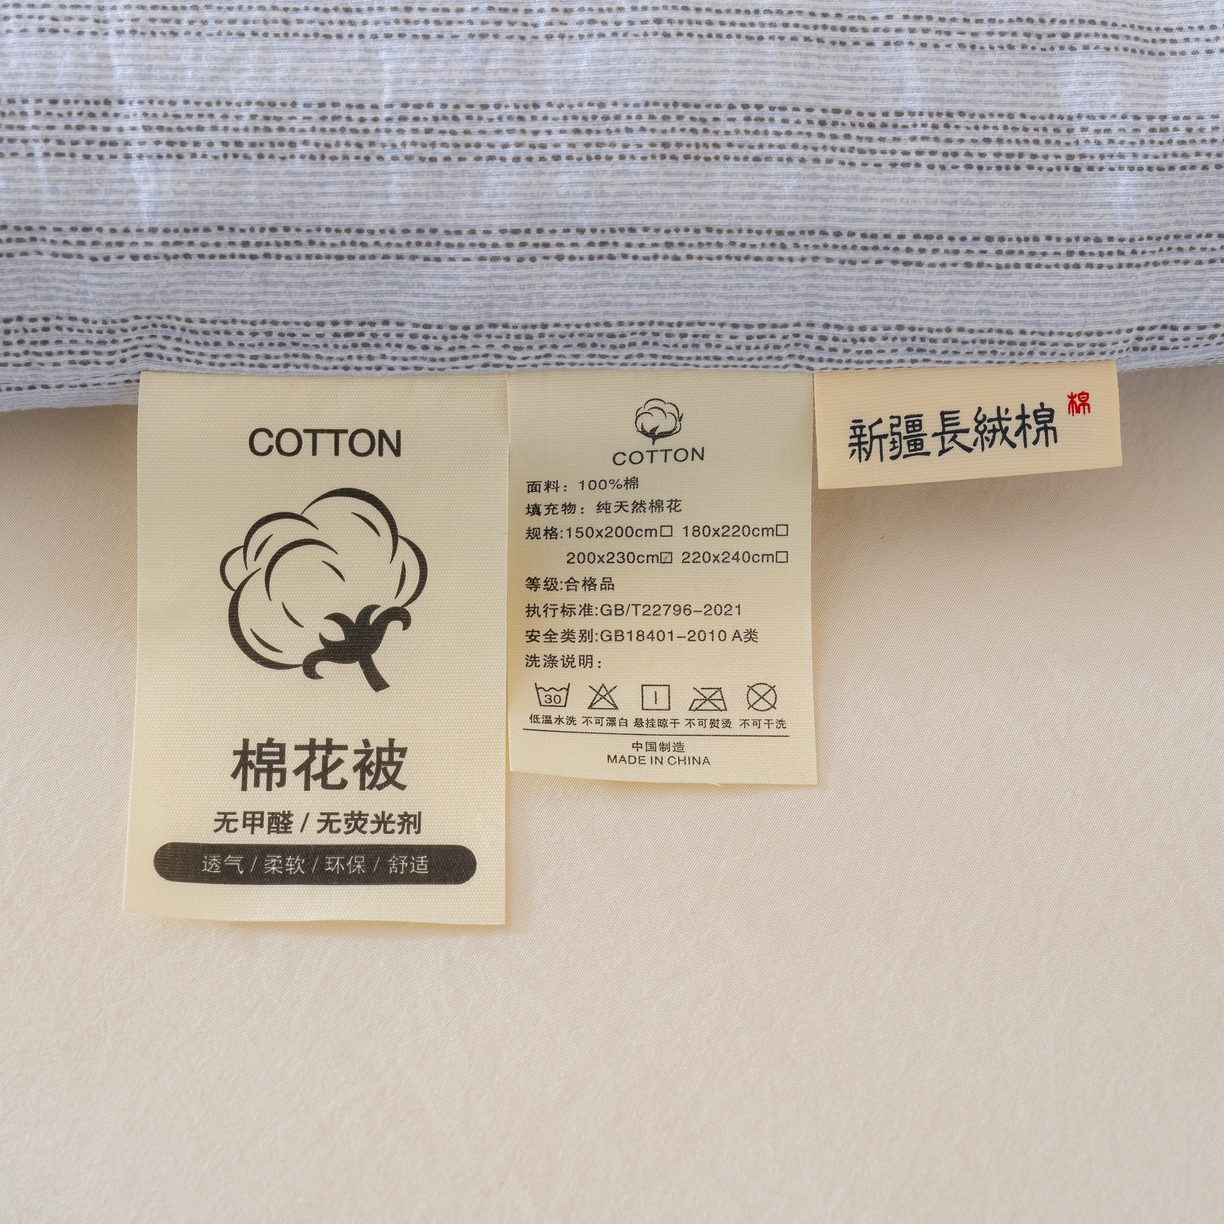 COTTON
棉花被
无甲醛 / 无荧光剂
透气 / 柔软 / 环保 / 舒适
COTTON
面料：100%棉
填充物：纯天然棉花
规格:150x200cm☐ 180x220cm☐
200x230cm☑ 220x240cm☐
等级:合格品
执行标准:GB/T22796-2021
安全类别:GB18401-2010 A类
洗涤说明：
30
低温水洗 不可漂白 悬挂晾干 不可熨烫 不可干洗
中国制造
MADE IN CHINA
新疆長絨棉
棉